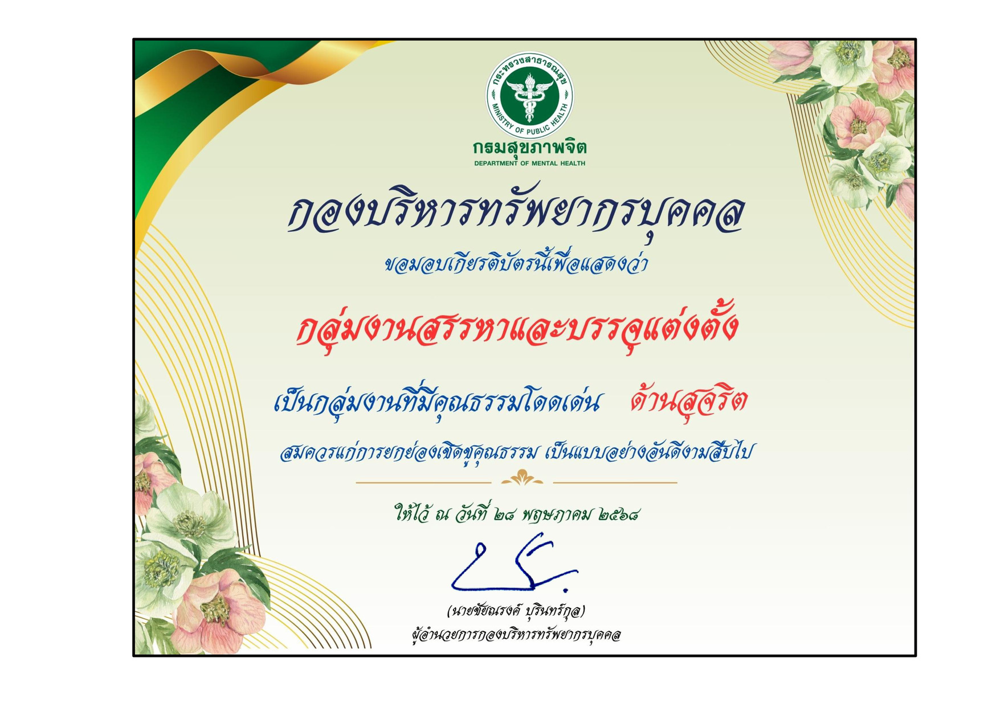 กระทรวงสาธารณสุข
MINISTRY OF PUBLIC HEALTH
กรมสุขภาพจิต
DEPARTMENT OF MENTAL HEALTH
กองบริหารทรัพยากรบุคคล
ขอมอบเกียรติบัตรนี้เพื่อแสดงว่า
กลุ่มงานสรรหาและบรรจุแต่งตั้ง
เป็นกลุ่มงานที่มีคุณธรรมโดดเด่น ด้านสุจริต
สมควรแก่การยกย่องเชิดชูคุณธรรม เป็นแบบอย่างอันดีงามสืบไป
ให้ไว้ ณ วันที่ ๒๘ พฤษภาคม ๒๕๖๘
(นายชัยณรงค์ บุรินทร์กุล)
ผู้อำนวยการกองบริหารทรัพยากรบุคคล